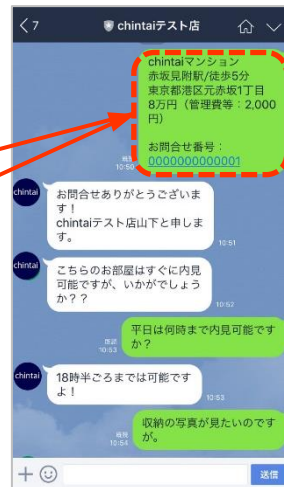 7
chintaiテスト店
chintaiマンション
赤坂見附駅/徒歩5分
東京都港区元赤坂1丁目
8万円（管理費等：2,000
円）
お問合せ番号：
0000000000001
既読
10:50
chintai
お問合せありがとうございま
す！
chintaiテスト店山下と申しま
す。
10:51
chintai
こちらのお部屋はすぐに内見
可能ですが、いかがでしょう
か？？
10:52
平日は何時まで内見可能です
か？
既読
10:53
chintai
18時半ごろまでは可能です
よ！
10:53
収納の写真が見たいのです
が。
既読
10:54
送信